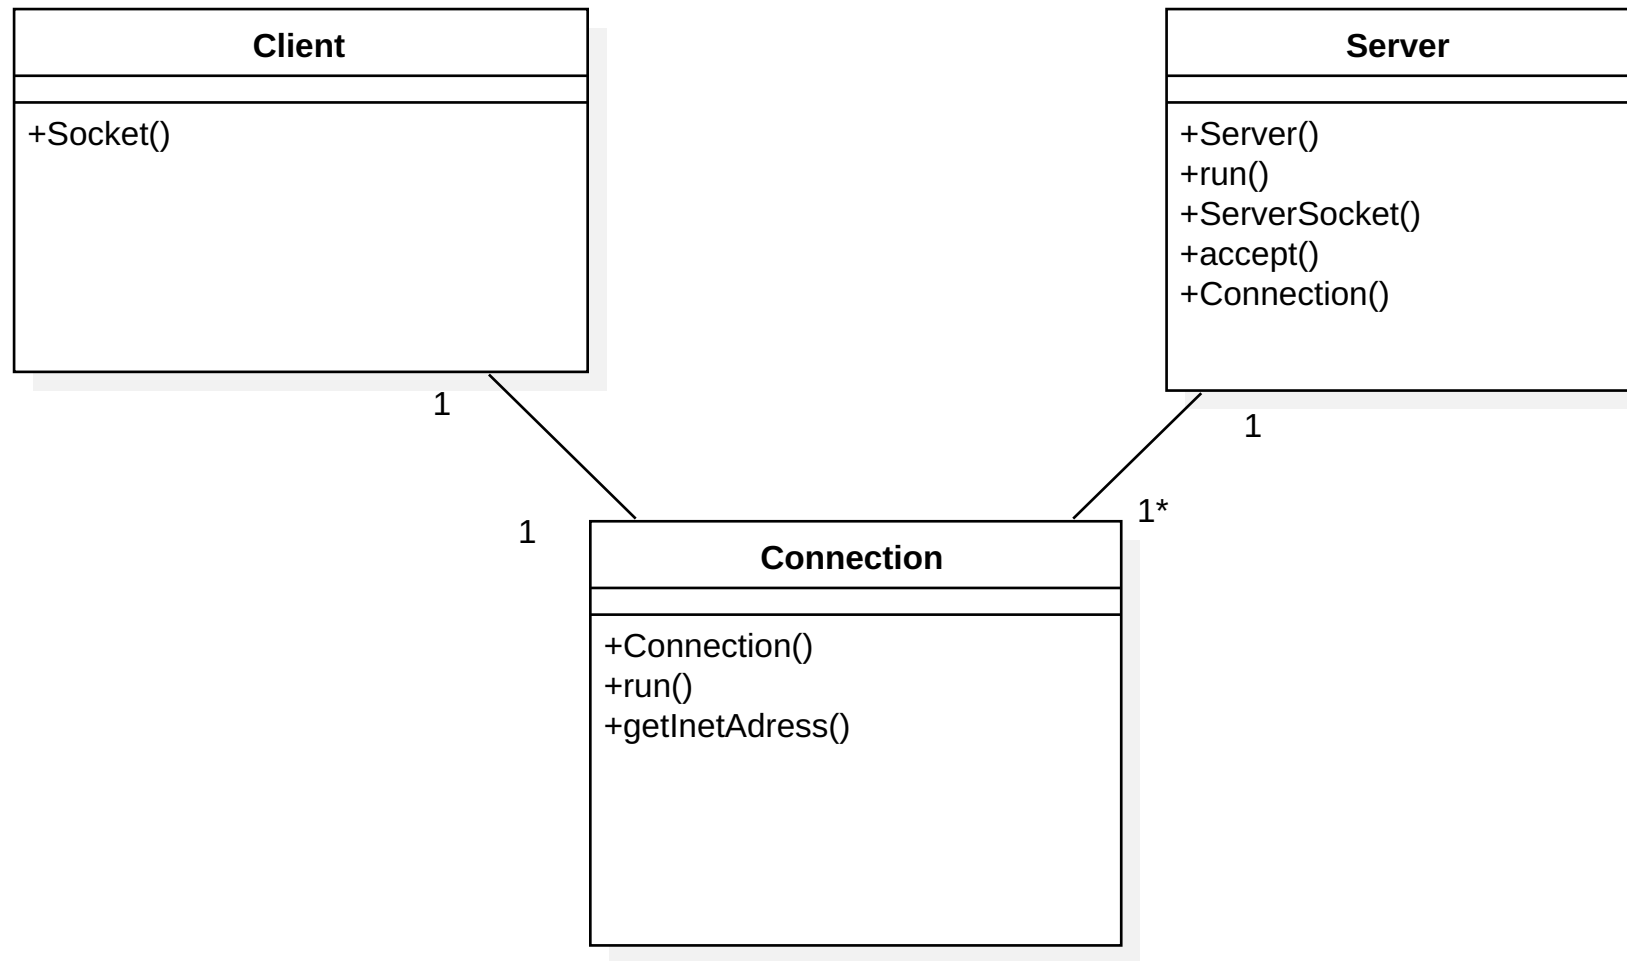 Client
+Socket()
Server
+Server()
+run()
+ServerSocket()
+accept()
+Connection()
1
1
1
1*
Connection
+Connection()
+run()
+getInetAdress()